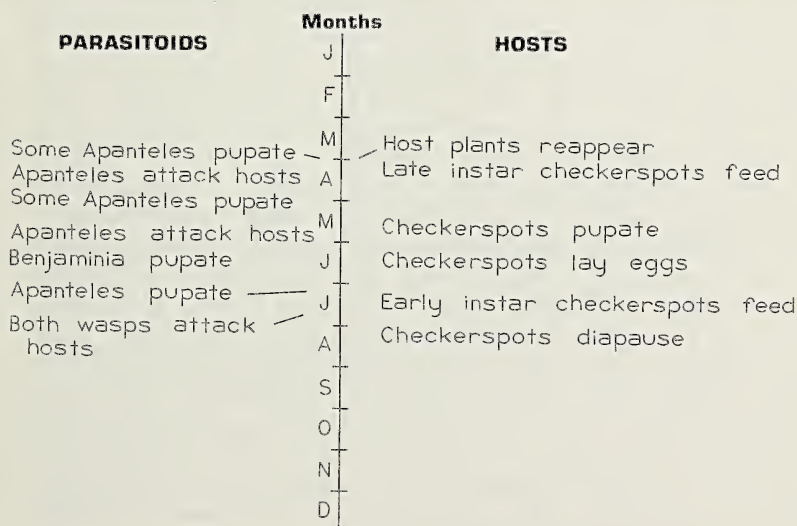 Months
PARASITOIDS
HOSTS
J
F
M
A
M
J
J
A
S
O
N
D
Some Apanteles pupate
Apanteles attack hosts
Some Apanteles pupate
Apanteles attack hosts
Benjaminia pupate
Apanteles pupate
Both wasps attack
hosts
Host plants reappear
Late instar checkerspots feed
Checkerspots pupate
Checkerspots lay eggs
Early instar checkerspots feed
Checkerspots diapause